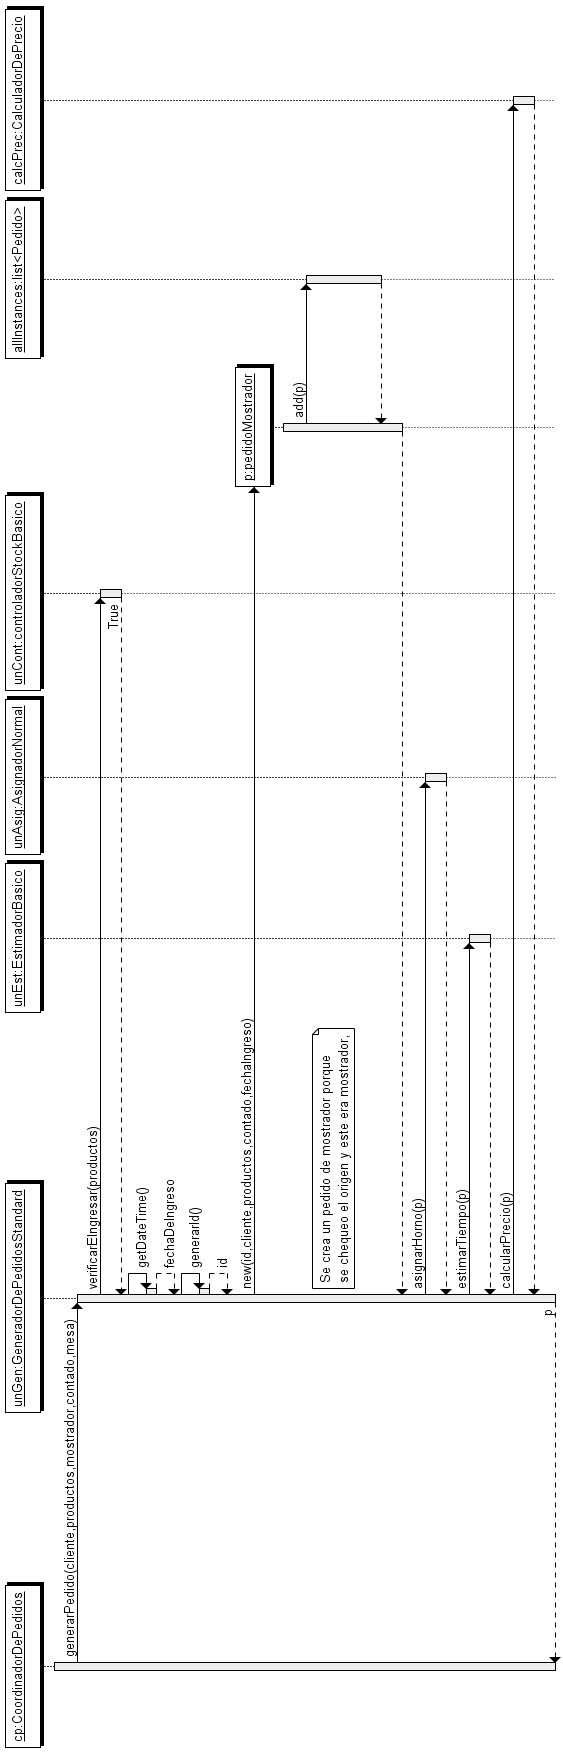 cp:CoordinadorDePedidos
unGen:GeneradorDePedidosStandard
unEst:EstimadorBasico
unAsig:AsignadorNormal
unCont:controladorStockBasico
allInstances:list<Pedido>
calcPrec:CalculadorDePrecio
generarPedido(cliente,productos,mostrador,contado,mesa)
verificarEIngresar(productos)
True
getDateTime()
fechaDeIngreso
generarId()
id
new(id,cliente,productos,contado,fechaIngreso)
p:pedidoMostrador
add(p)
Se crea un pedido de mostrador porque
se chequeo el origen y este era mostrador,
asignarHorno(p)
estimarTiempo(p)
calcularPrecio(p)
p